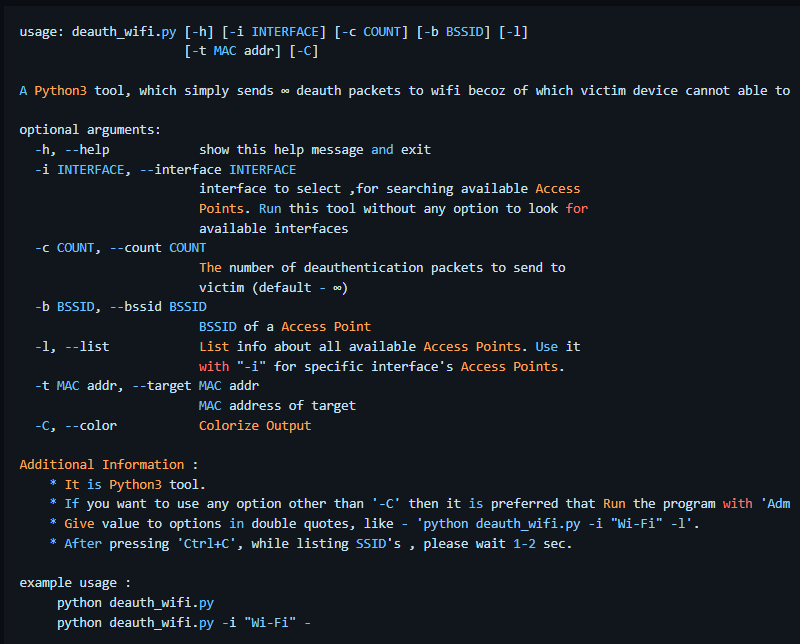 usage: deauth_wifi.py [-h] [-i INTERFACE] [-c COUNT] [-b BSSID] [-l]
[-t MAC addr] [-C]
A Python3 tool, which simply sends ∞ deauth packets to wifi becoz of which victim device cannot able to
optional arguments:
-h, --help show this help message and exit
-i INTERFACE, --interface INTERFACE
interface to select ,for searching available Access
Points. Run this tool without any option to look for
available interfaces
-c COUNT, --count COUNT
The number of deauthentication packets to send to
victim (default - ∞)
-b BSSID, --bssid BSSID
BSSID of a Access Point
-l, --list List info about all available Access Points. Use it
with "-i" for specific interface's Access Points.
-t MAC addr, --target MAC addr
MAC address of target
-C, --color Colorize Output
Additional Information :
* It is Python3 tool.
* If you want to use any option other than '-C' then it is preferred that Run the program with 'Adm
* Give value to options in double quotes, like - 'python deauth_wifi.py -i "Wi-Fi" -l'.
* After pressing 'Ctrl+C', while listing SSID's , please wait 1-2 sec.
example usage :
python deauth_wifi.py
python deauth_wifi.py -i "Wi-Fi" -